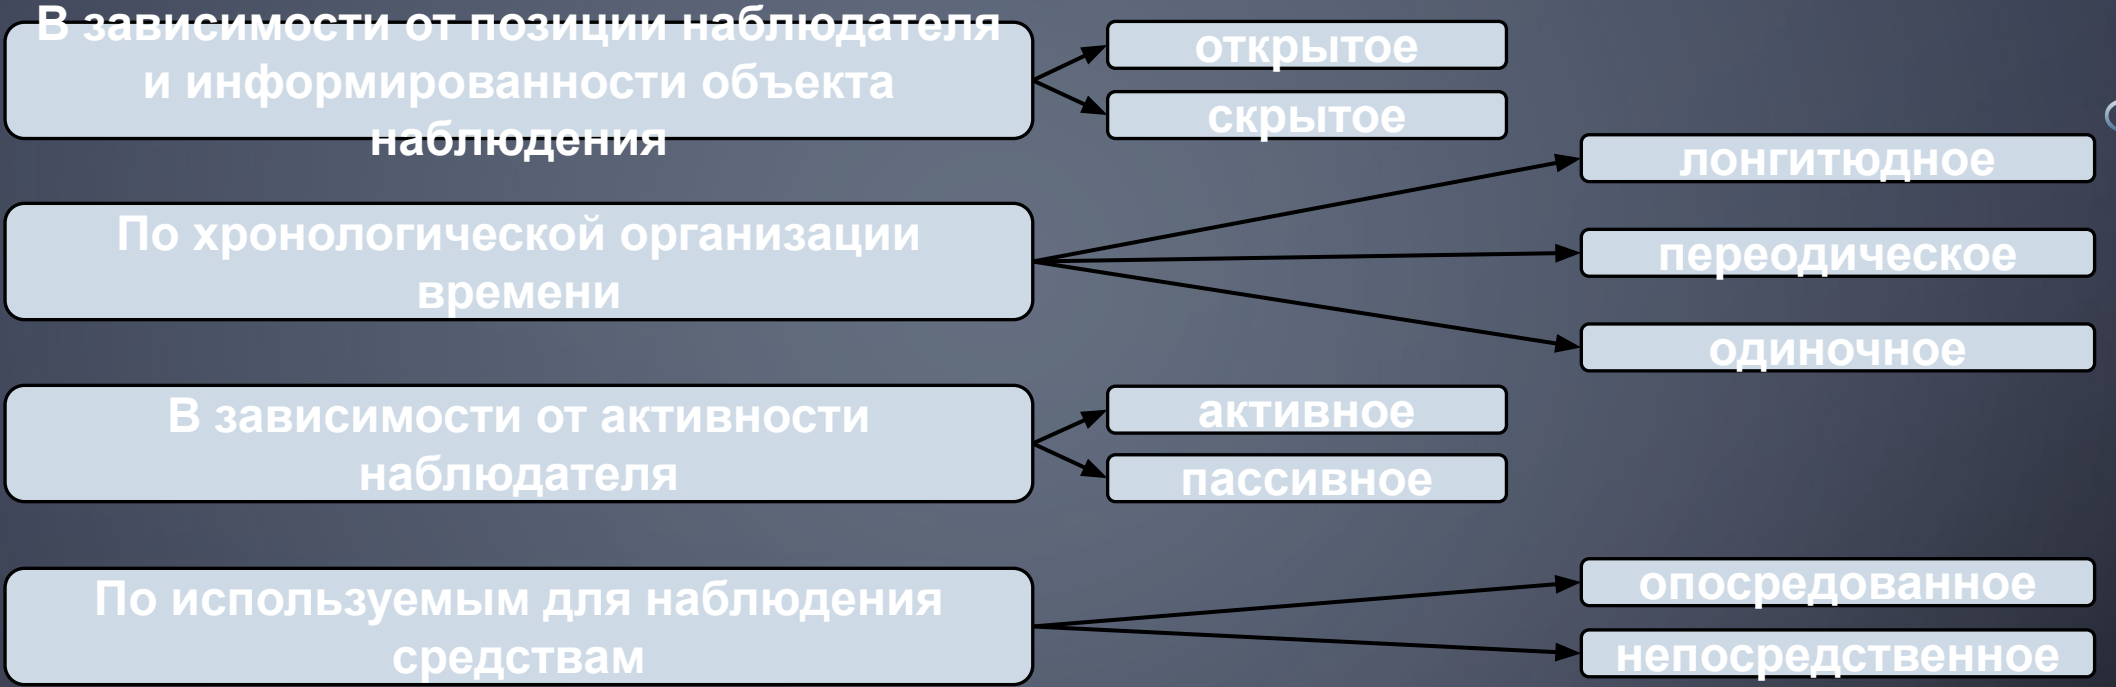 В зависимости от позиции наблюдателя
и информированности объекта
наблюдения
открытое
скрытое
По хронологической организации
времени
лонгитюдное
переодическое
одиночное
В зависимости от активности
наблюдателя
активное
пассивное
По используемым для наблюдения
средствам
опосредованное
непосредственное